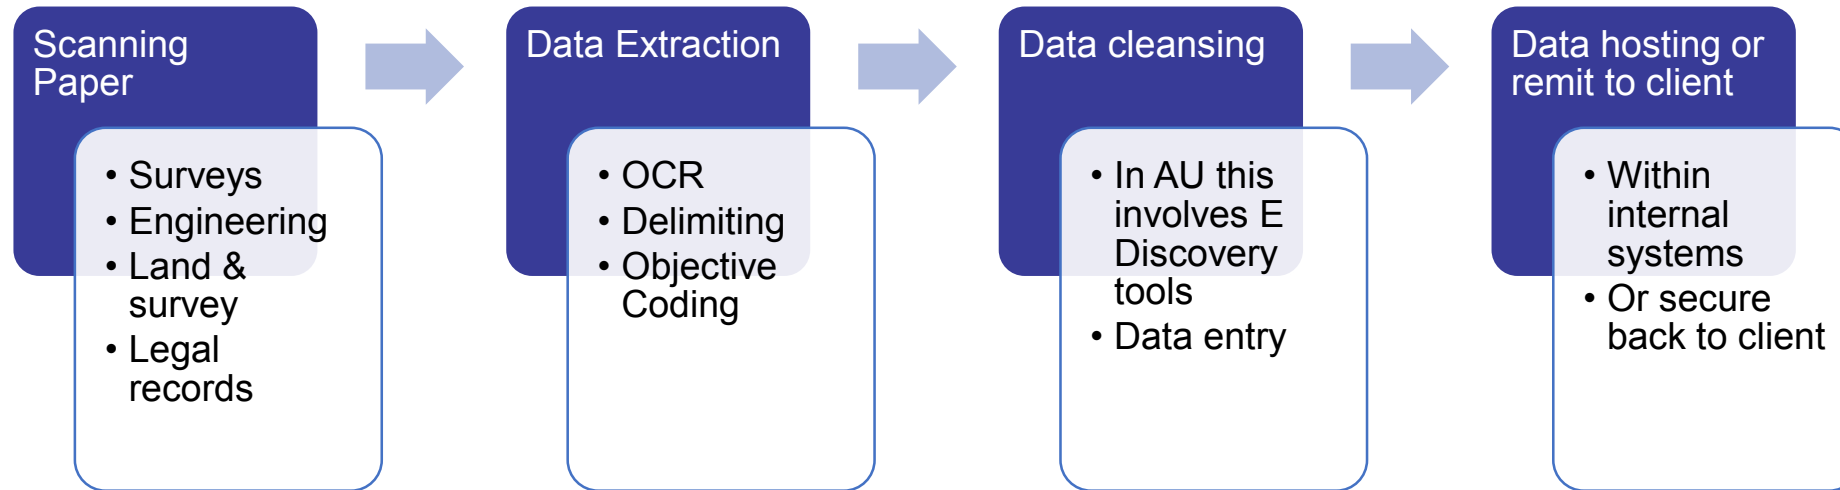 Scanning
Paper
• Surveys
• Engineering
• Land &
survey
• Legal
records
Data Extraction
• OCR
• Delimiting
• Objective
Coding
Data cleansing
• In AU this
involves E
Discovery
tools
• Data entry
Data hosting or
remit to client
• Within
internal
systems
• Or secure
back to client